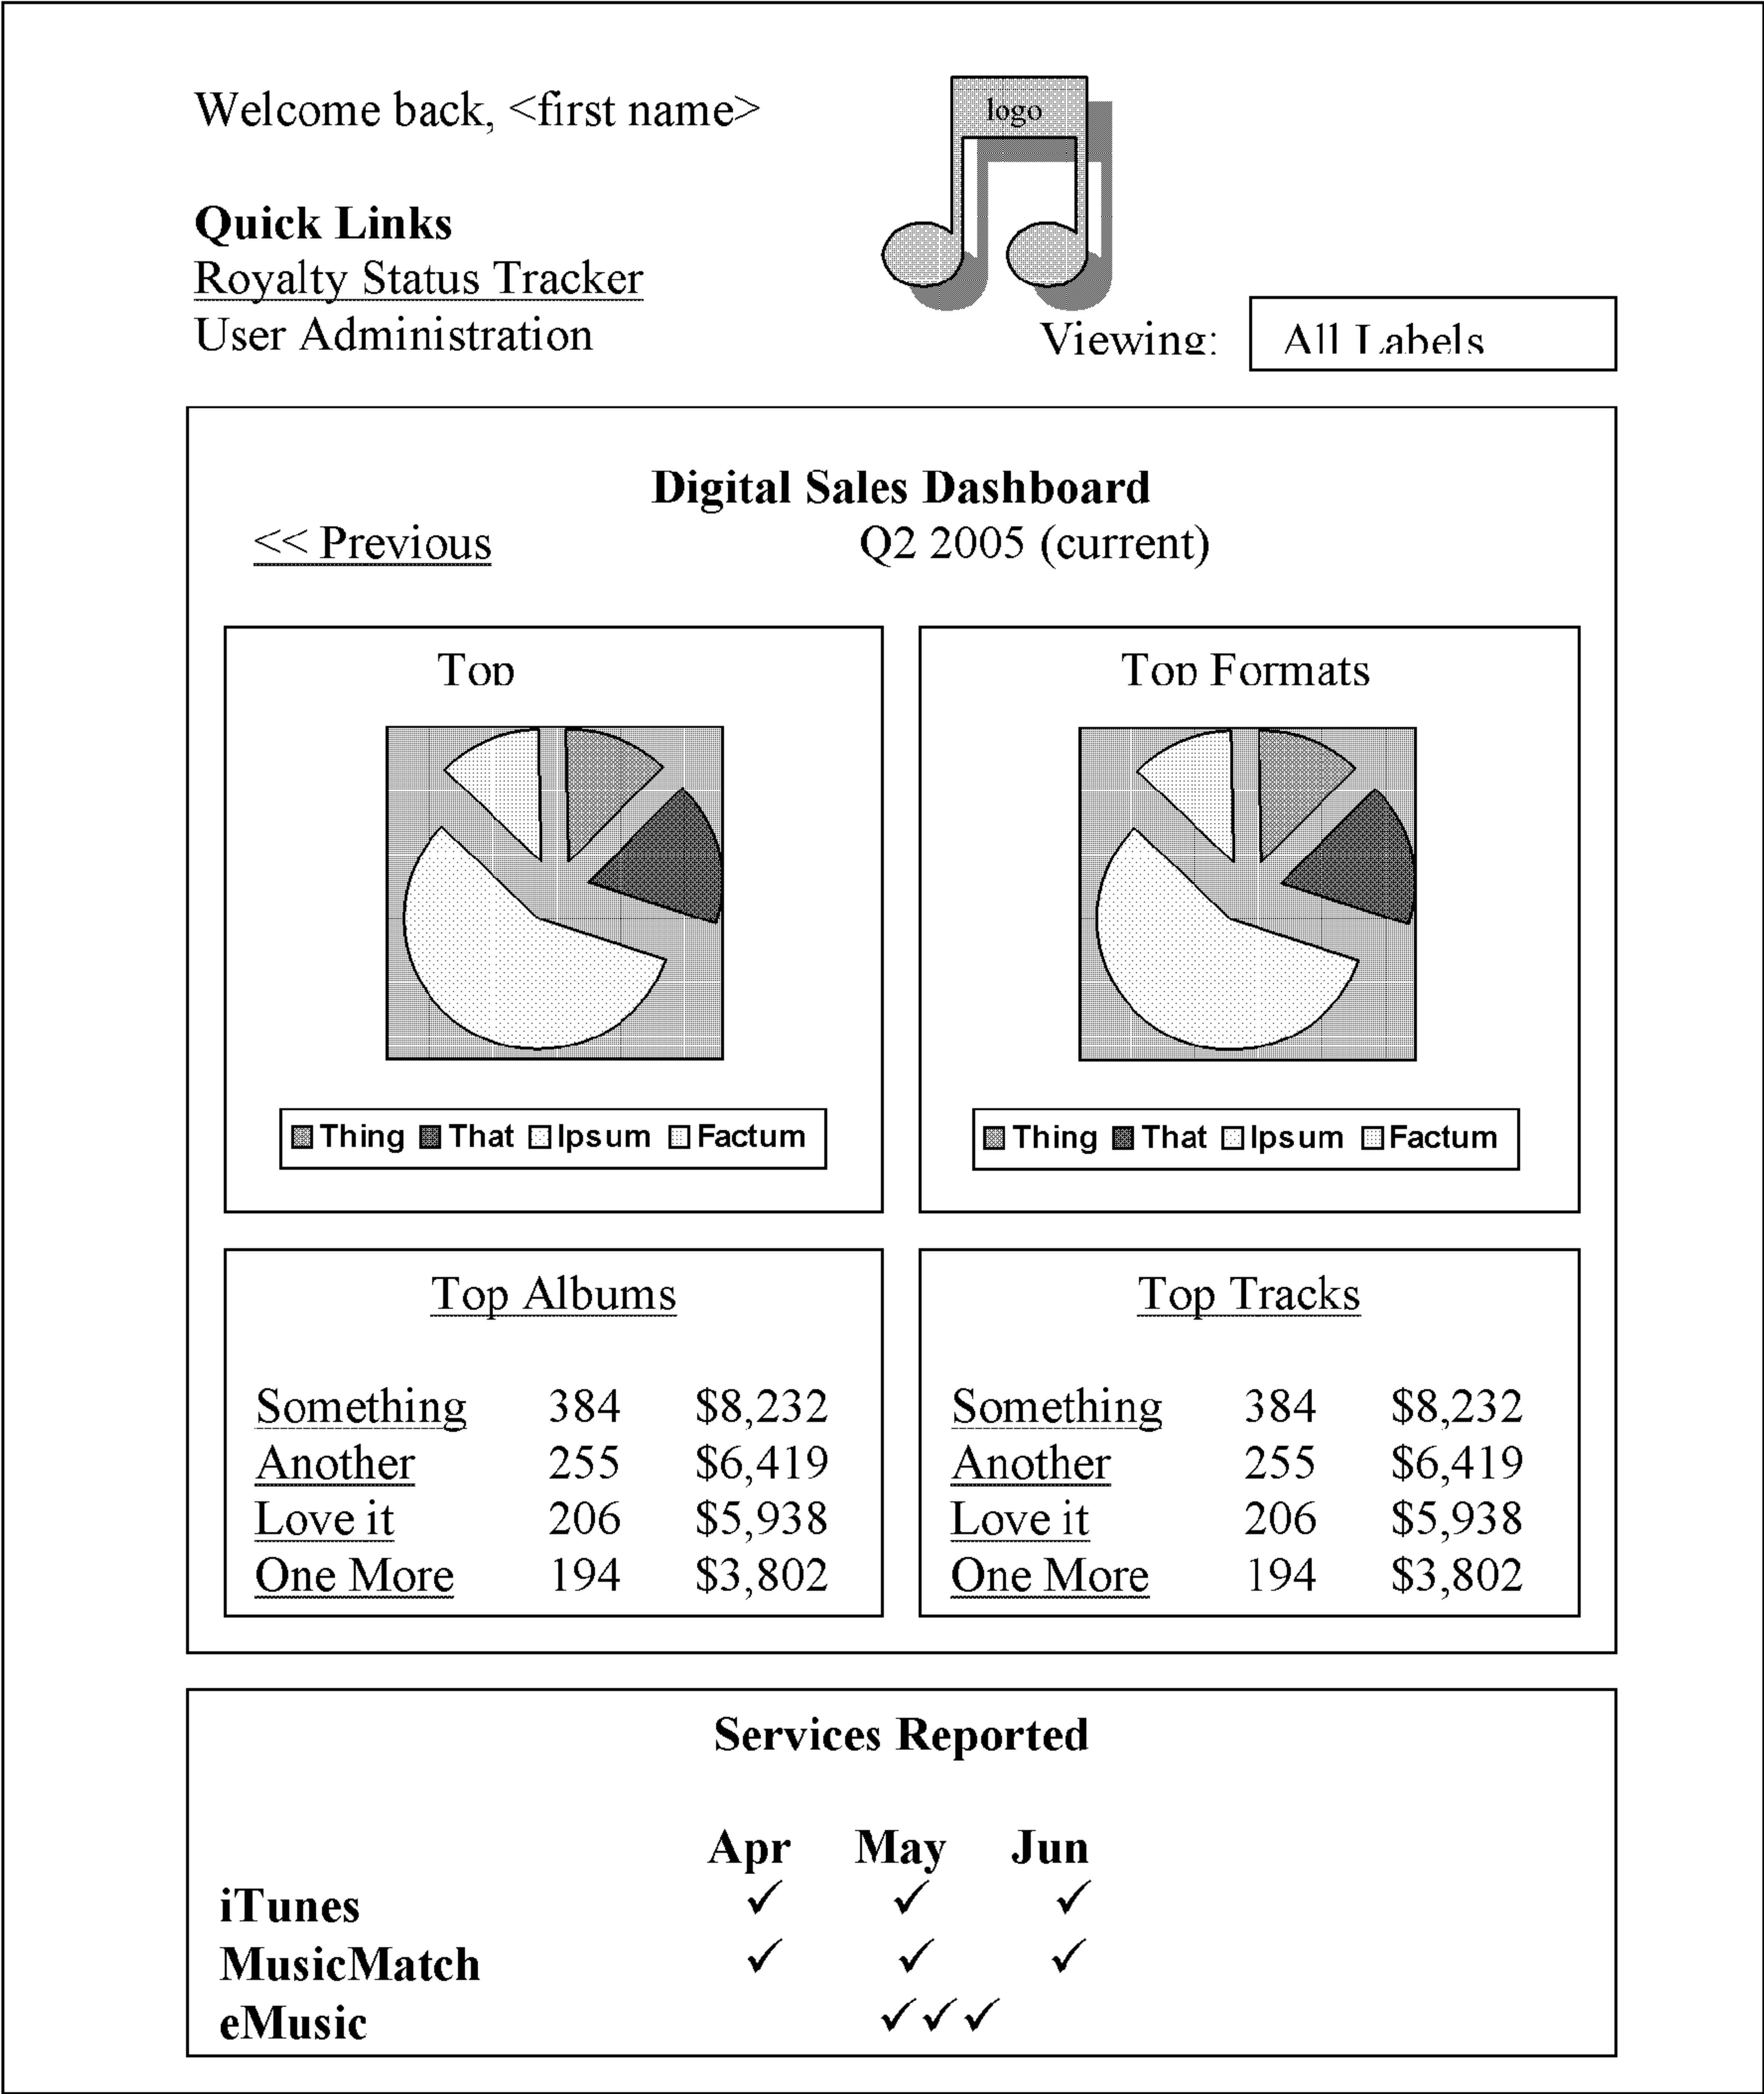 Welcome back, <first name>
logo
Quick Links
Royalty Status Tracker
User Administration
Viewing: All Labels
Digital Sales Dashboard
<< Previous Q2 2005 (current)
Top
Thing That Ipsum Factum
Top Formats
Thing That Ipsum Factum
Top Albums
Something 384 $8,232
Another 255 $6,419
Love it 206 $5,938
One More 194 $3,802
Top Tracks
Something 384 $8,232
Another 255 $6,419
Love it 206 $5,938
One More 194 $3,802
Services Reported
Apr May Jun
iTunes ✓ ✓ ✓
MusicMatch ✓ ✓ ✓
eMusic ✓✓✓